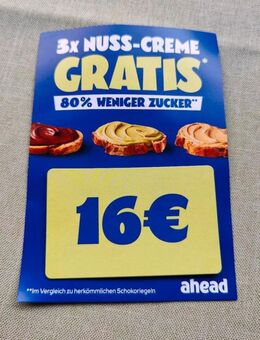 3x NUSS-CREME
GRATIS*
80% WENIGER ZUCKER**
16€
**Im Vergleich zu herkömmlichen Schokoriegeln
ahead